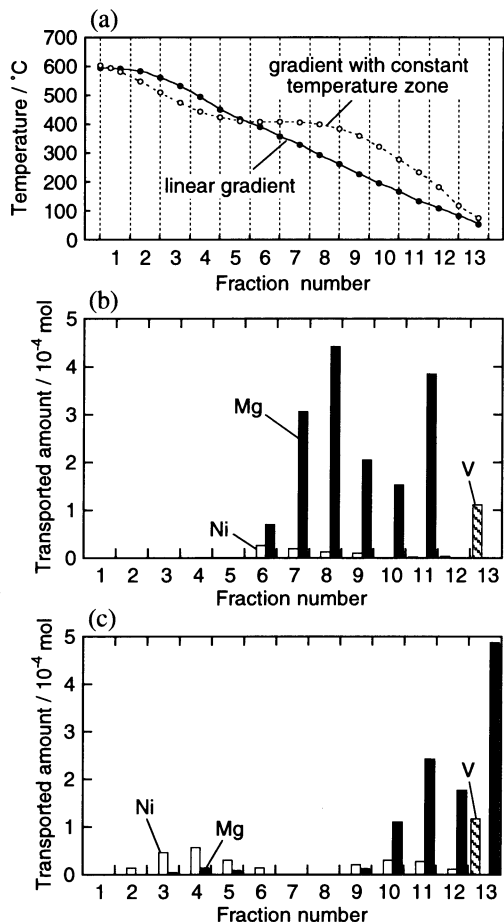 (a)
700
600
500
400
300
200
100
0
Temperature / °C
gradient with constant
temperature zone
linear gradient
1 2 3 4 5 6 7 8 9 10 11 12 13
Fraction number
(b)
5
4
3
2
1
0
Transported amount / 10⁻⁴ mol
Mg
Ni
V
1 2 3 4 5 6 7 8 9 10 11 12 13
Fraction number
(c)
5
4
3
2
1
0
Transported amount / 10⁻⁴ mol
Ni
Mg
V
1 2 3 4 5 6 7 8 9 10 11 12 13
Fraction number